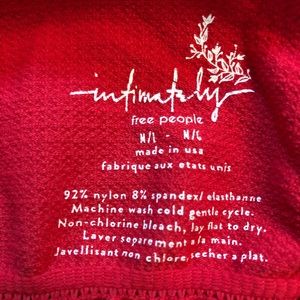 intimately
free people
M/L - M/G
made in usa
fabrique aux etats unis
92% nylon 8% spandex/ elasthanne
Machine wash cold gentle cycle.
Non-chlorine bleach, lay flat to dry.
Laver separement a la main.
Javellisant non chlore, secher a plat.